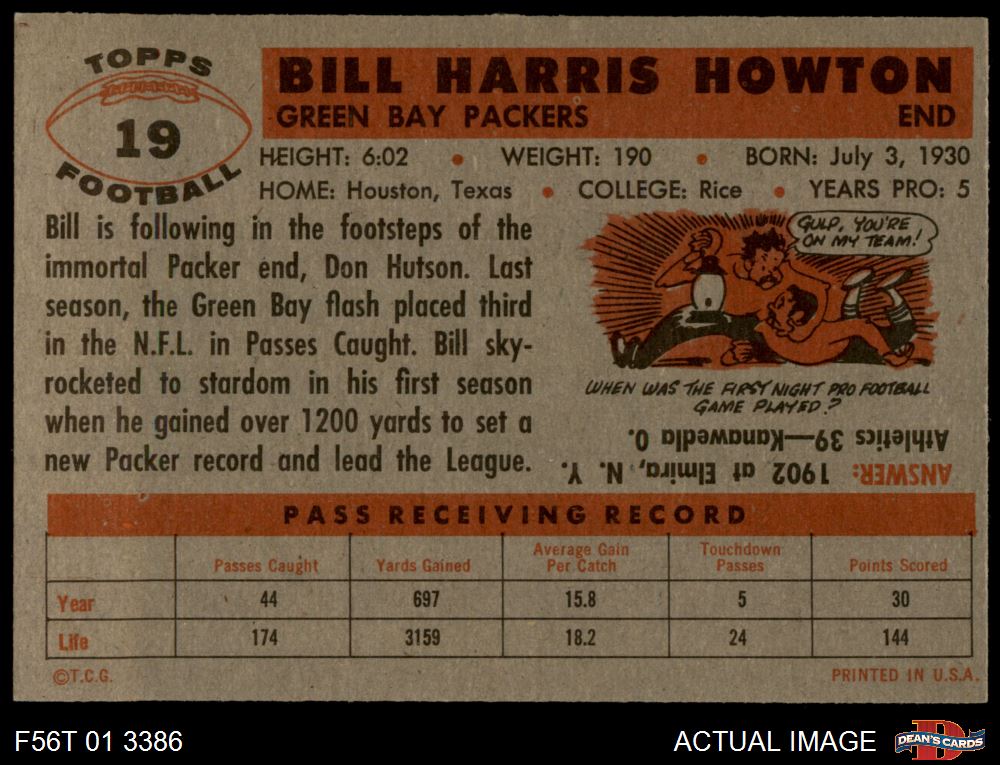 TOPPS
19
FOOTBALL
BILL HARRIS HOWTON
GREEN BAY PACKERS END
HEIGHT: 6:02 • WEIGHT: 190 • BORN: July 3, 1930
HOME: Houston, Texas • COLLEGE: Rice • YEARS PRO: 5
Bill is following in the footsteps of the
immortal Packer end, Don Hutson. Last
season, the Green Bay flash placed third
in the N.F.L. in Passes Caught. Bill sky-
rocketed to stardom in his first season
when he gained over 1200 yards to set a
new Packer record and lead the League.
GULP, YOU'RE
ON MY TEAM!
WHEN WAS THE FIRST NIGHT PRO FOOTBALL
GAME PLAYED?
ANSWER: 1902 at Elmira, N. Y.
Athletics 39—Kanawedla 0.
PASS RECEIVING RECORD
Passes Caught Yards Gained Average Gain Per Catch Touchdown Passes Points Scored
Year 44 697 15.8 5 30
Life 174 3159 18.2 24 144
©T.C.G. PRINTED IN U.S.A.
F56T 01 3386 ACTUAL IMAGE DEAN'S CARDS